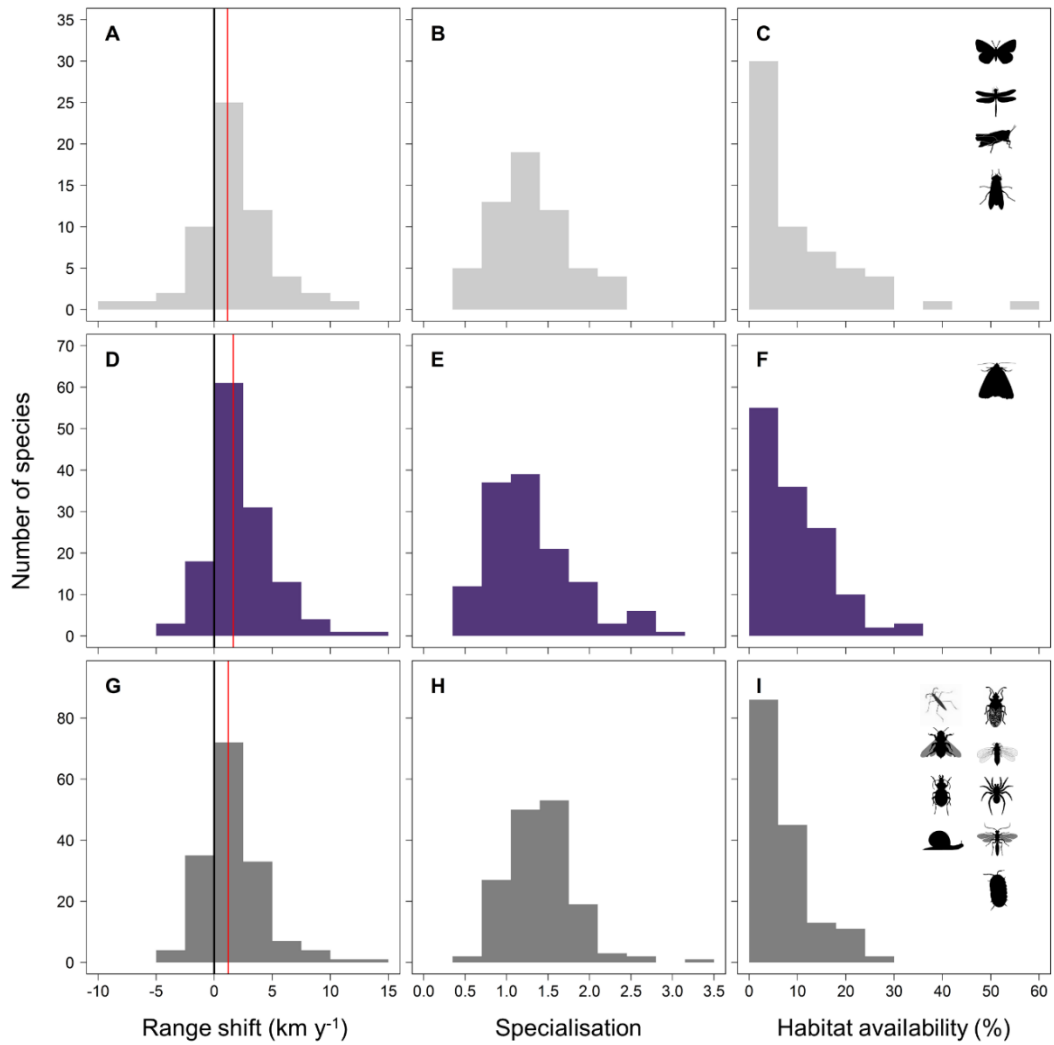 A
B
C
35
30
25
20
15
10
5
0
D
E
F
70
60
50
40
30
20
10
0
Number of species
G
H
I
80
60
40
20
0
-10 -5 0 5 10 15
0.0 0.5 1.0 1.5 2.0 2.5 3.0 3.5
0 10 20 30 40 50 60
Range shift (km y⁻¹)
Specialisation
Habitat availability (%)